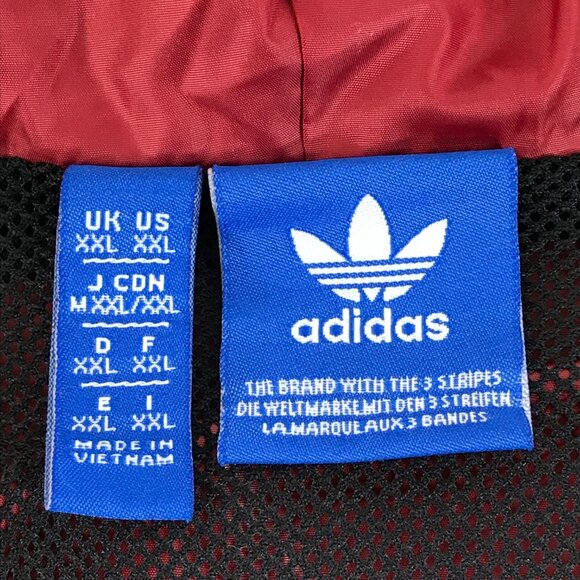 UK US
XXL XXL
J CDN
M XXL/XXL
D F
XXL XXL
E I
XXL XXL
MADE IN
VIETNAM
adidas
THE BRAND WITH THE 3 STRIPES
DIE WELTMARKE MIT DEN 3 STREIFEN
LA MARQUE AUX 3 BANDES